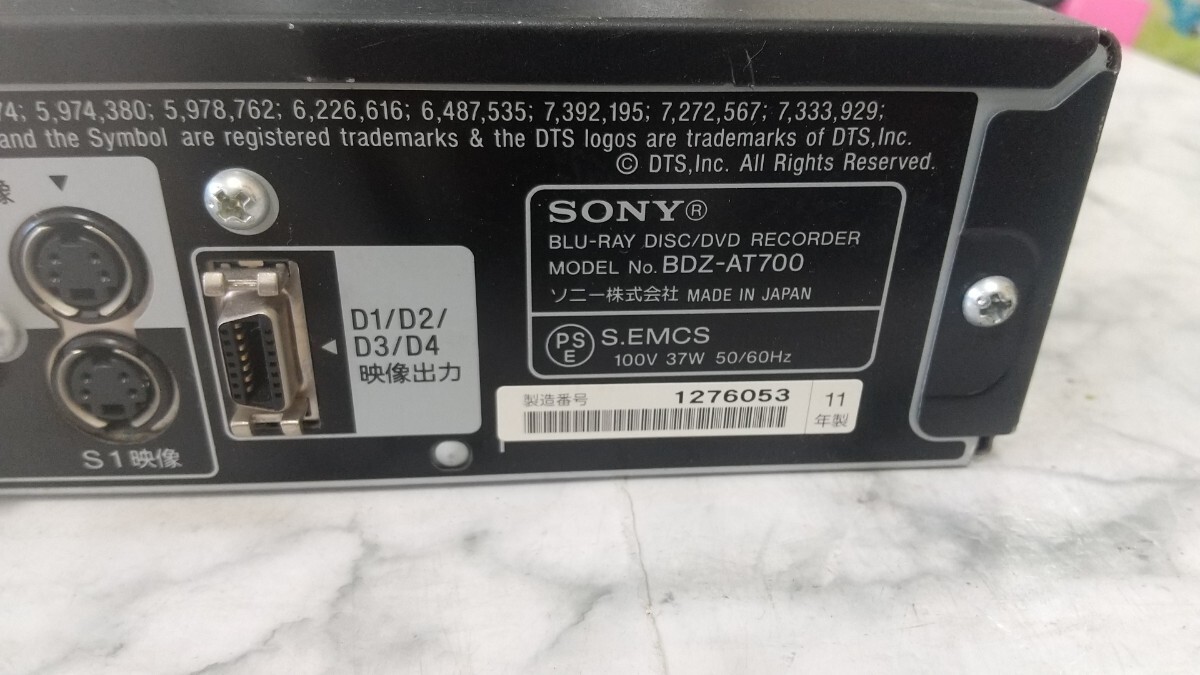 74; 5,974,380; 5,978,762; 6,226,616; 6,487,535; 7,392,195; 7,272,567; 7,333,929;
and the Symbol are registered trademarks & the DTS logos are trademarks of DTS,Inc.
© DTS,Inc. All Rights Reserved.
像
SONY®
BLU-RAY DISC/DVD RECORDER
MODEL No. BDZ-AT700
ソニー株式会社 MADE IN JAPAN
PSE S.EMCS
100V 37W 50/60Hz
D1/D2/
D3/D4
映像出力
製造番号 1276053
11
年製
S1映像